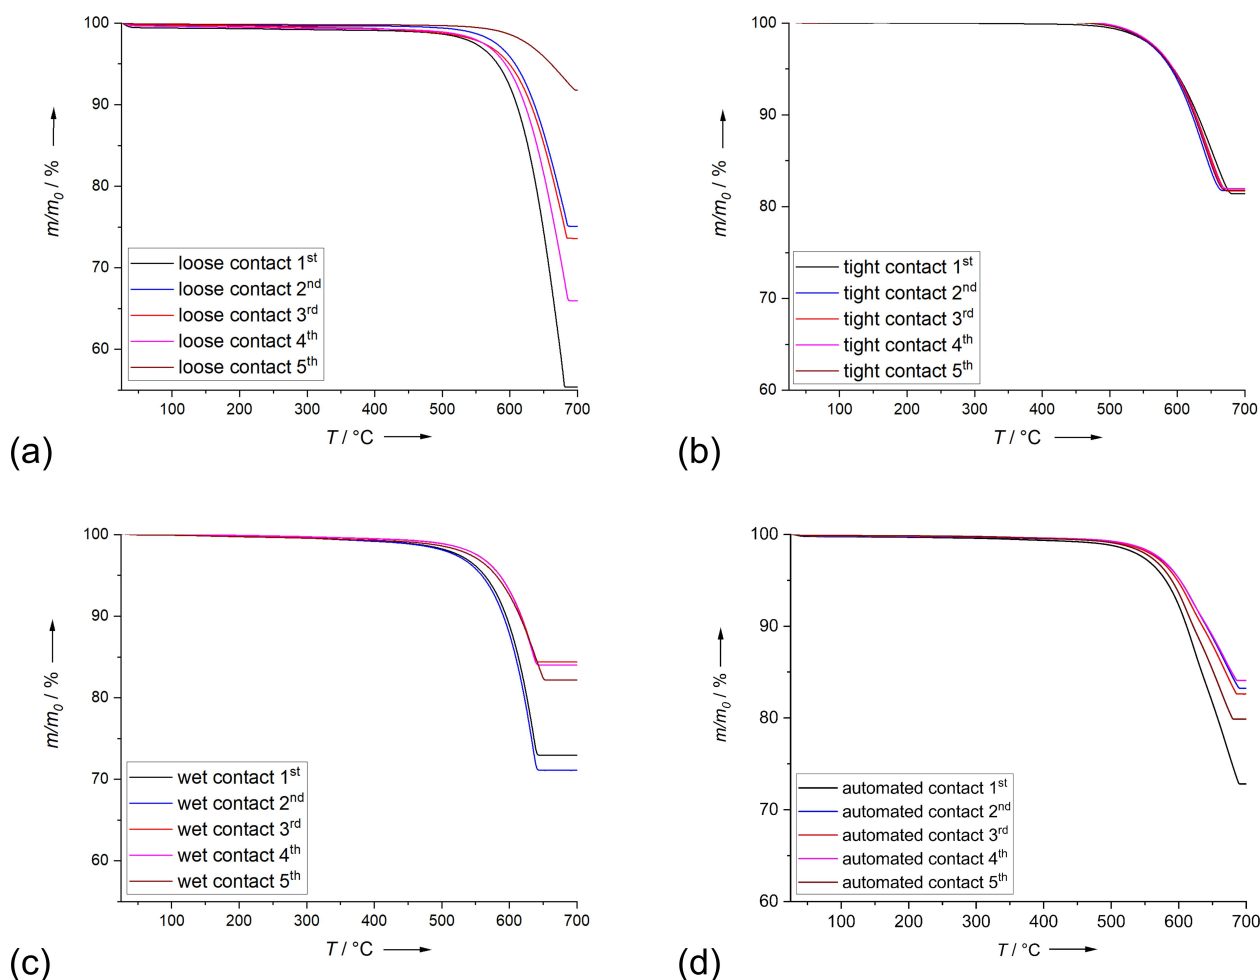 100
90
80
70
60
m/m₀ / %
loose contact 1ˢᵗ
loose contact 2ⁿᵈ
loose contact 3ʳᵈ
loose contact 4ᵗʰ
loose contact 5ᵗʰ
100 200 300 400 500 600 700
T / °C
(a)
100
90
80
70
60
m/m₀ / %
tight contact 1ˢᵗ
tight contact 2ⁿᵈ
tight contact 3ʳᵈ
tight contact 4ᵗʰ
tight contact 5ᵗʰ
100 200 300 400 500 600 700
T / °C
(b)
100
90
80
70
60
m/m₀ / %
wet contact 1ˢᵗ
wet contact 2ⁿᵈ
wet contact 3ʳᵈ
wet contact 4ᵗʰ
wet contact 5ᵗʰ
100 200 300 400 500 600 700
T / °C
(c)
100
90
80
70
60
m/m₀ / %
automated contact 1ˢᵗ
automated contact 2ⁿᵈ
automated contact 3ʳᵈ
automated contact 4ᵗʰ
automated contact 5ᵗʰ
100 200 300 400 500 600 700
T / °C
(d)